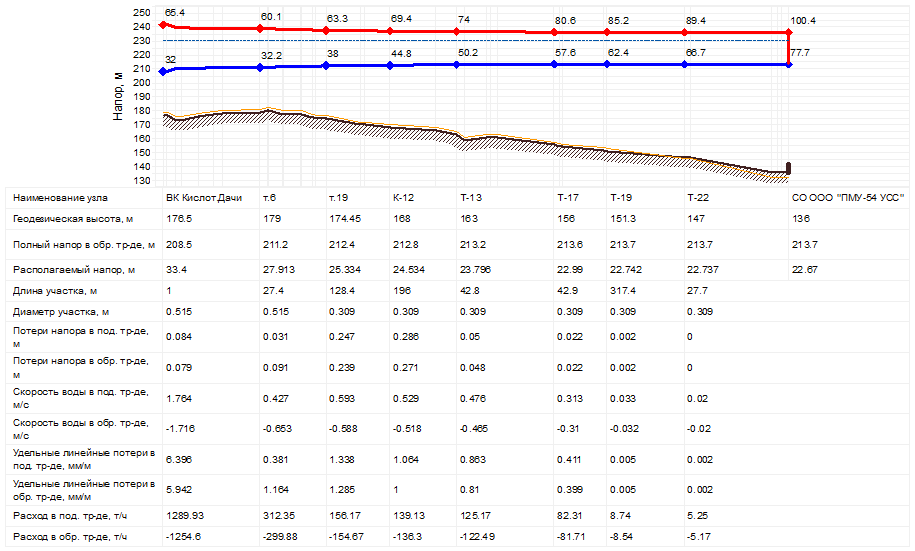 250
240
230
220
210
200
190
180
170
160
150
140
130
Напор, м
65.4 60.1 63.3 69.4 74 80.6 85.2 89.4 100.4
32 32.2 38 44.8 50.2 57.6 62.4 66.7 77.7
Наименование узла ВК Кислот.Дачи т.6 т.19 К-12 Т-13 Т-17 Т-19 Т-22 СО ООО "ПМУ-54 УСС"
Геодезическая высота, м 176.5 179 174.45 168 163 156 151.3 147 136
Полный напор в обр. тр-де, м 208.5 211.2 212.4 212.8 213.2 213.6 213.7 213.7 213.7
Располагаемый напор, м 33.4 27.913 25.334 24.534 23.796 22.99 22.742 22.737 22.67
Длина участка, м 1 27.4 128.4 196 42.8 42.9 317.4 27.7
Диаметр участка, м 0.515 0.515 0.309 0.309 0.309 0.309 0.309 0.309
Потери напора в под. тр-де,
м 0.084 0.031 0.247 0.286 0.05 0.022 0.002 0
Потери напора в обр. тр-де,
м 0.079 0.091 0.239 0.271 0.048 0.022 0.002 0
Скорость воды в под. тр-де,
м/с 1.764 0.427 0.593 0.529 0.476 0.313 0.033 0.02
Скорость воды в обр. тр-де,
м/с -1.716 -0.653 -0.588 -0.518 -0.465 -0.31 -0.032 -0.02
Удельные линейные потери в
под. тр-де, мм/м 6.396 0.381 1.338 1.064 0.863 0.411 0.005 0.002
Удельные линейные потери в
обр. тр-де, мм/м 5.942 1.164 1.285 1 0.81 0.399 0.005 0.002
Расход в под. тр-де, т/ч 1289.93 312.35 156.17 139.13 125.17 82.31 8.74 5.25
Расход в обр. тр-де, т/ч -1254.6 -299.88 -154.67 -136.3 -122.49 -81.71 -8.54 -5.17